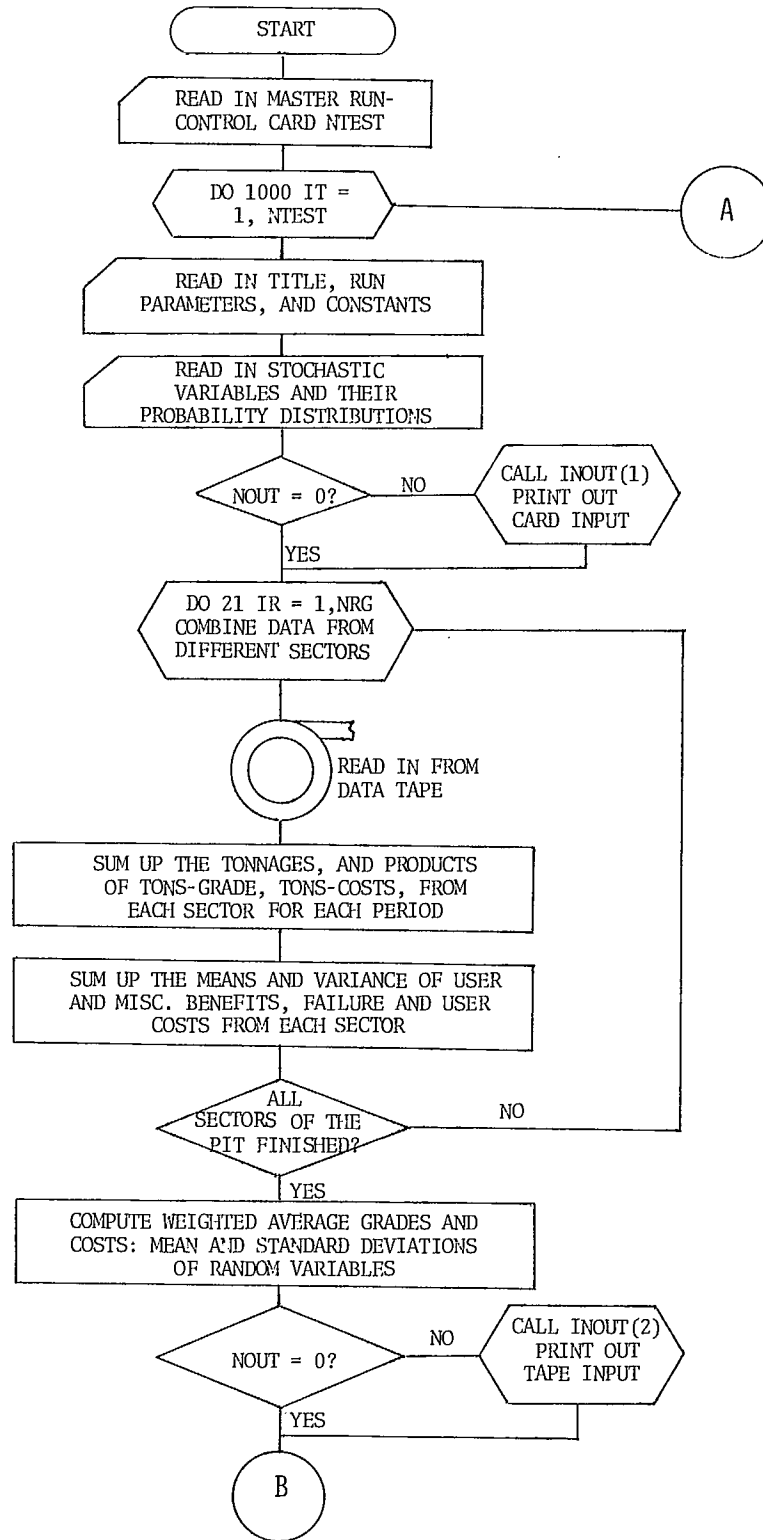 START
READ IN MASTER RUN-
CONTROL CARD NTEST
DO 1000 IT =
1, NTEST
A
READ IN TITLE, RUN
PARAMETERS, AND CONSTANTS
READ IN STOCHASTIC
VARIABLES AND THEIR
PROBABILITY DISTRIBUTIONS
NOUT = 0?
NO
CALL INOUT(1)
PRINT OUT
CARD INPUT
YES
DO 21 IR = 1,NRG
COMBINE DATA FROM
DIFFERENT SECTORS
READ IN FROM
DATA TAPE
SUM UP THE TONNAGES, AND PRODUCTS
OF TONS-GRADE, TONS-COSTS, FROM
EACH SECTOR FOR EACH PERIOD
SUM UP THE MEANS AND VARIANCE OF USER
AND MISC. BENEFITS, FAILURE AND USER
COSTS FROM EACH SECTOR
ALL
SECTORS OF THE
PIT FINISHED?
NO
YES
COMPUTE WEIGHTED AVERAGE GRADES AND
COSTS: MEAN AND STANDARD DEVIATIONS
OF RANDOM VARIABLES
NOUT = 0?
NO
CALL INOUT(2)
PRINT OUT
TAPE INPUT
YES
B